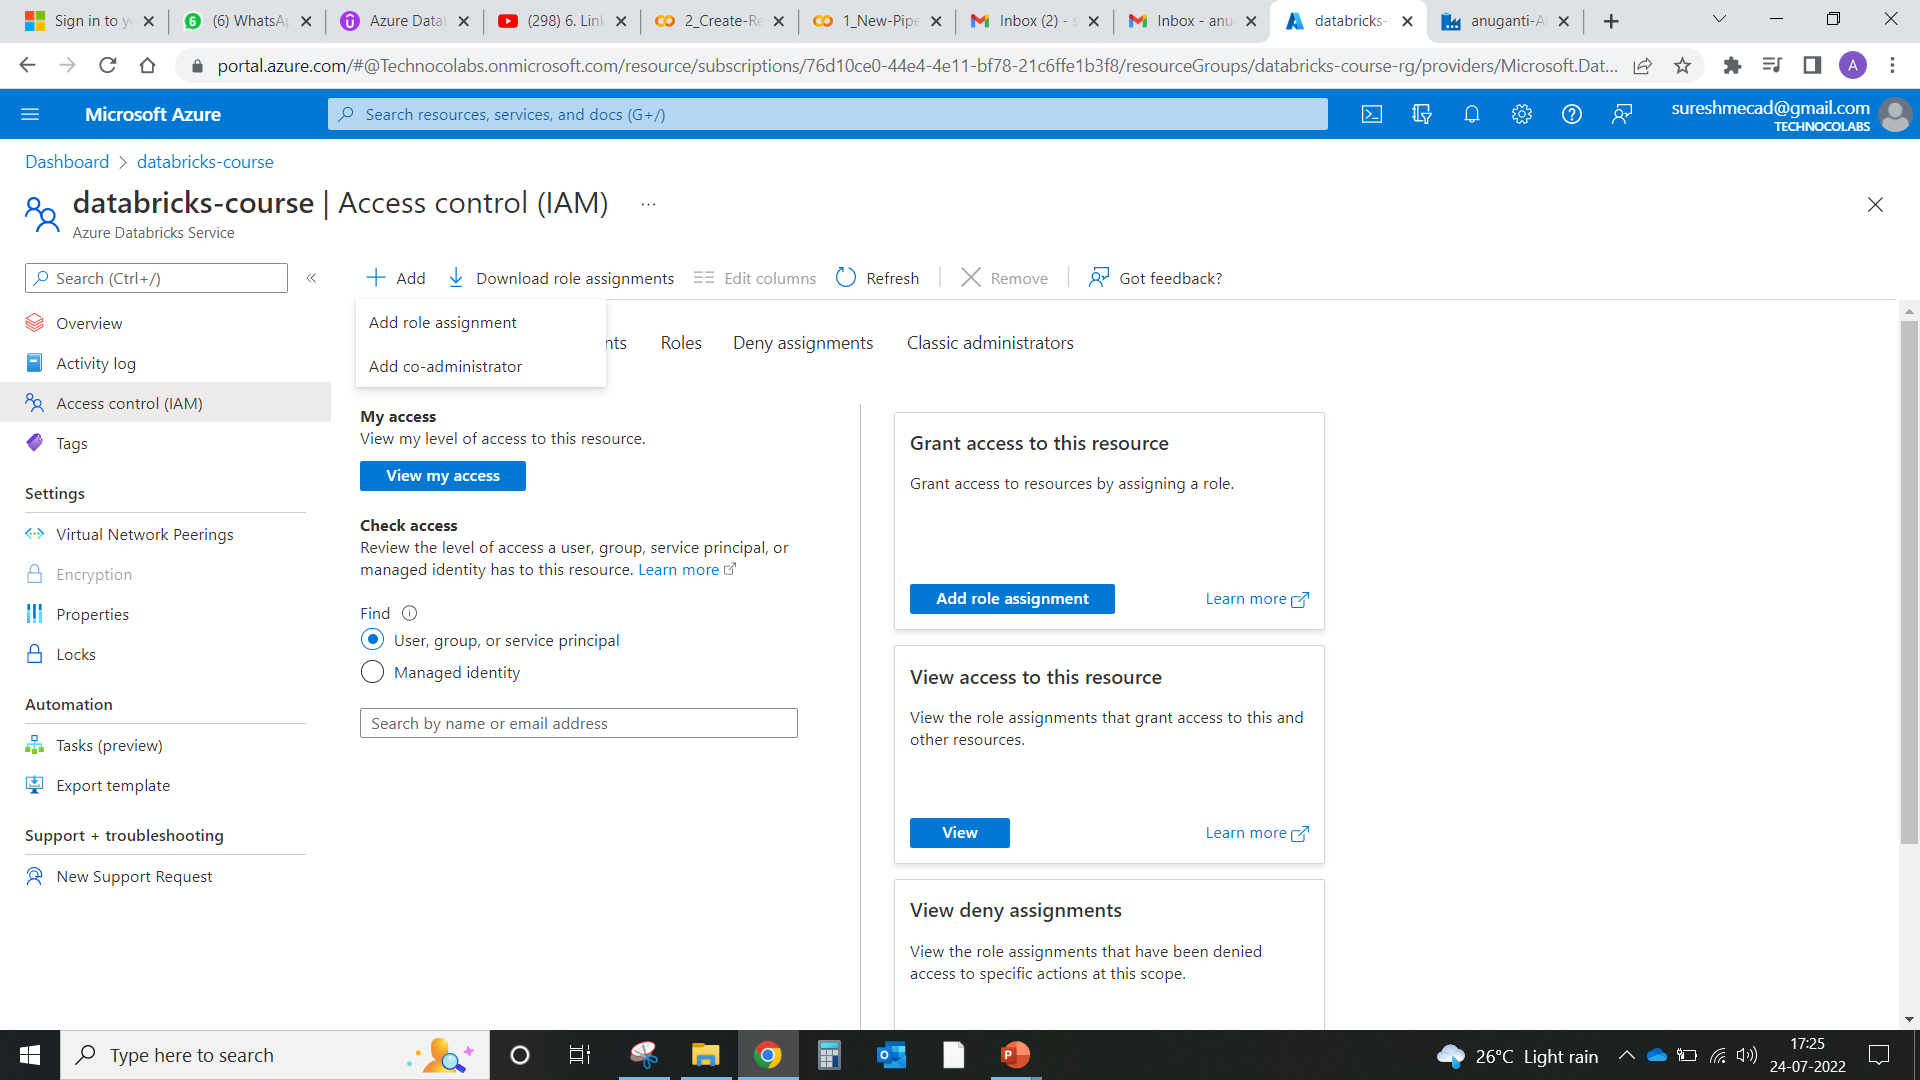 Sign in to yo
(6) WhatsAp
Azure Datab
(298) 6. Link
2_Create-Re
1_New-Pipe
Inbox (2) - s
Inbox - anu
databricks-c
anuganti-A
portal.azure.com/#@Technocolabs.onmicrosoft.com/resource/subscriptions/76d10ce0-44e4-4e11-bf78-21c6ffe1b3f8/resourceGroups/databricks-course-rg/providers/Microsoft.Dat...
A
Microsoft Azure
Search resources, services, and docs (G+/)
sureshmecad@gmail.com
TECHNOCOLABS
Dashboard > databricks-course
databricks-course | Access control (IAM) ...
Azure Databricks Service
Search (Ctrl+/)
«
Add
Download role assignments
Edit columns
Refresh
Remove
Got feedback?
Add role assignment
Add co-administrator
nts
Roles
Deny assignments
Classic administrators
Overview
Activity log
Access control (IAM)
Tags
Settings
Virtual Network Peerings
Encryption
Properties
Locks
Automation
Tasks (preview)
Export template
Support + troubleshooting
New Support Request
My access
View my level of access to this resource.
View my access
Check access
Review the level of access a user, group, service principal, or
managed identity has to this resource. Learn more
Find
User, group, or service principal
Managed identity
Search by name or email address
Grant access to this resource
Grant access to resources by assigning a role.
Add role assignment
Learn more
View access to this resource
View the role assignments that grant access to this and
other resources.
View
Learn more
View deny assignments
View the role assignments that have been denied
access to specific actions at this scope.
Type here to search
26°C Light rain
17:25
24-07-2022